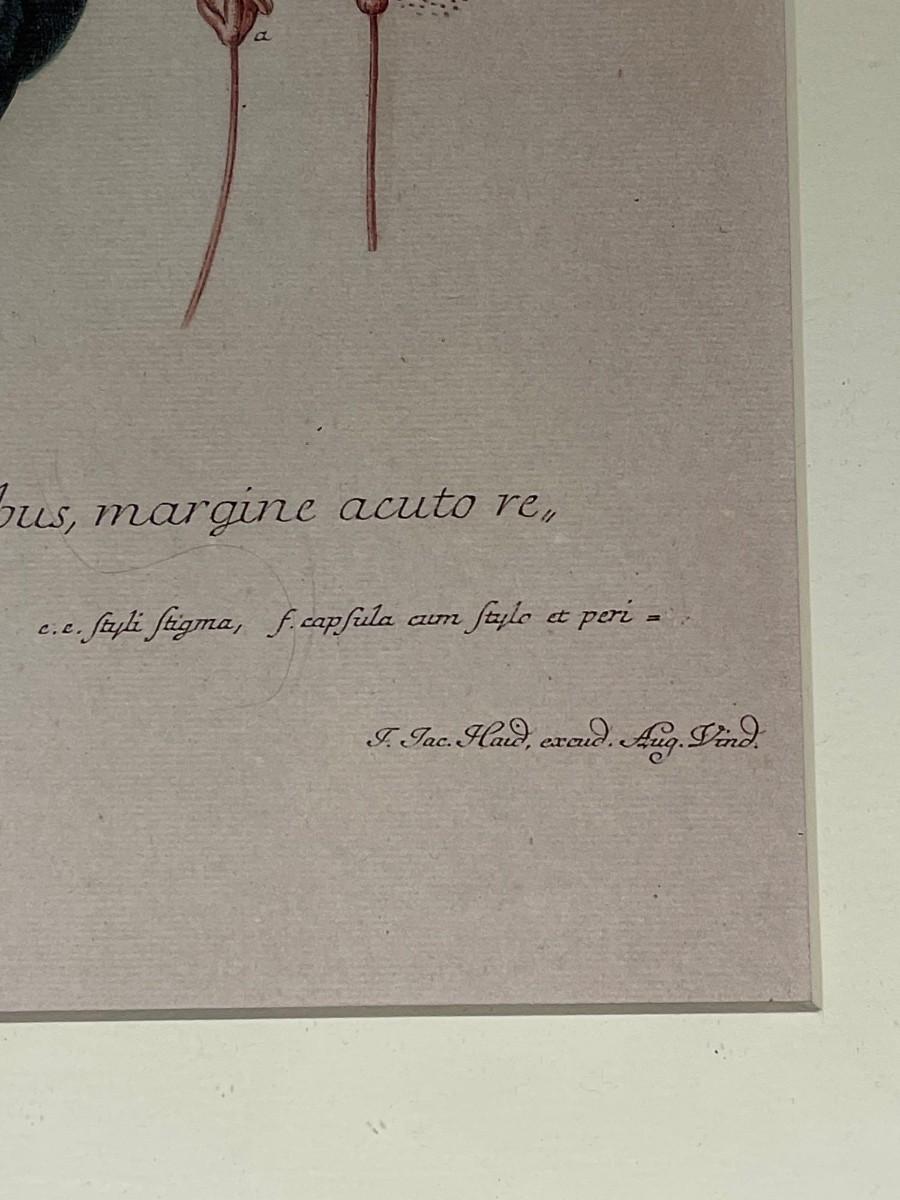 a
bus, margine acuto re„
e.e. ſtyli ſtigma, f. capſula cum ſtylo et peri =
J. Jac. Haid, excud. Aug. Vind.